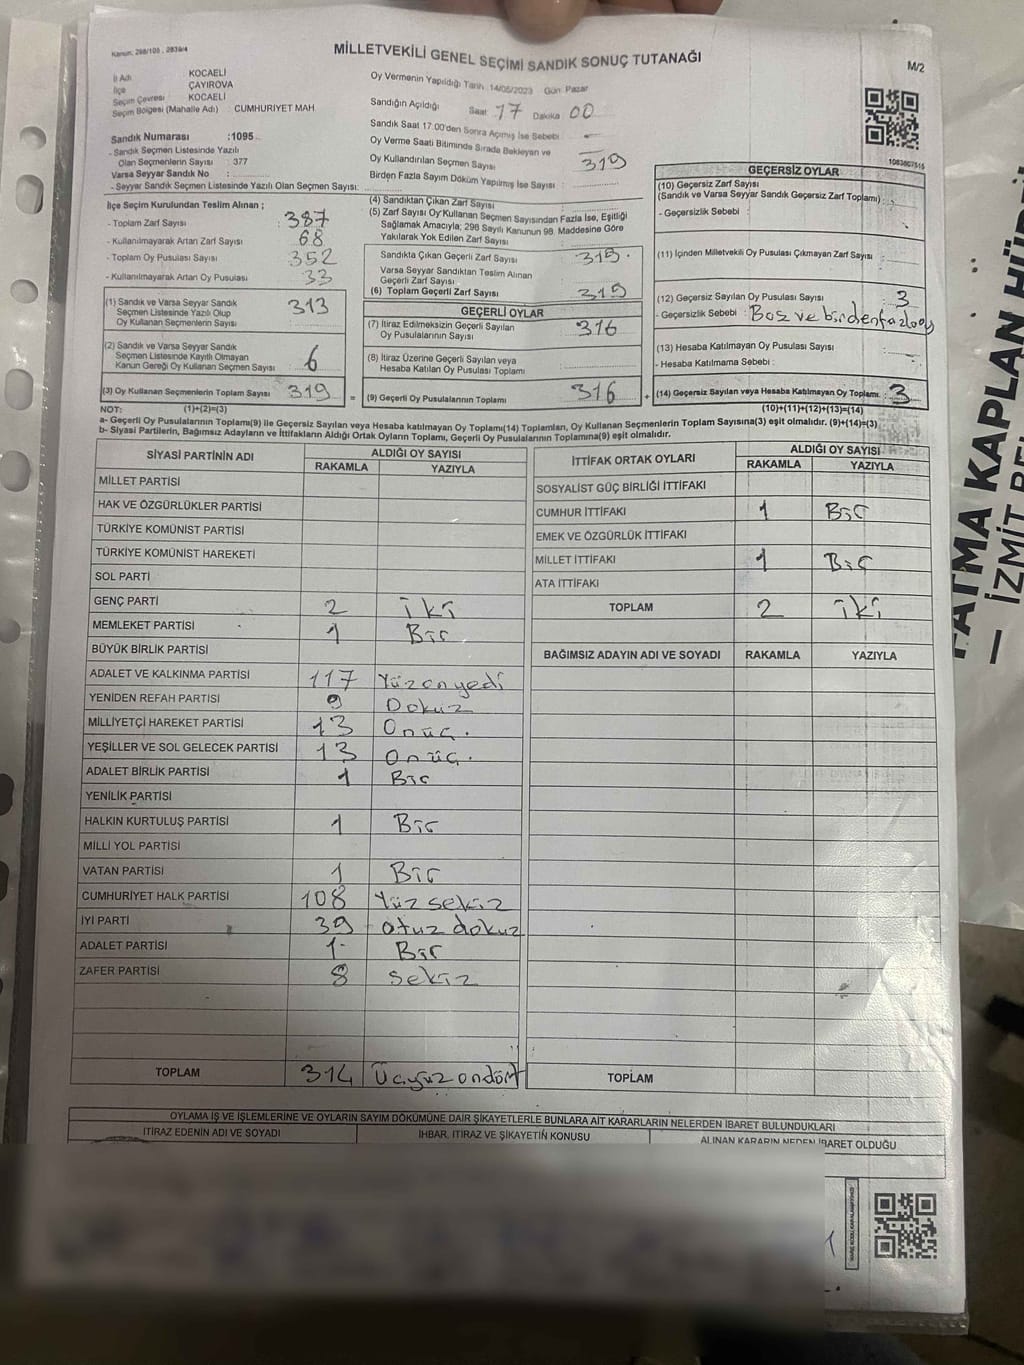 Kanun, 298/105 , 2839/4
MİLLETVEKİLİ GENEL SEÇİMİ SANDIK SONUÇ TUTANAĞI
M/2
İl Adı KOCAELİ
İlçe ÇAYIROVA
Seçim Çevresi KOCAELİ
Seçim Bölgesi (Mahalle Adı) CUMHURİYET MAH.
Sandık Numarası :1095
- Sandık Seçmen Listesinde Yazılı
Olan Seçmenlerin Sayısı : 377
Varsa Seyyar Sandık No :
- Seyyar Sandık Seçmen Listesinde Yazılı Olan Seçmen Sayısı:
Oy Vermenin Yapıldığı Tarih 14/05/2023 Gün: Pazar
Sandığın Açıldığı Saat 17 Dakika 00
Sandık Saat 17.00'den Sonra Açılmış İse Sebebi : -
Oy Verme Saati Bitiminde Sırada Bekleyen ve
Oy Kullandırılan Seçmen Sayısı 319
Birden Fazla Sayım Döküm Yapılmış İse Sayısı :
1083607515
İlçe Seçim Kurulundan Teslim Alınan ;
- Toplam Zarf Sayısı : 387
- Kullanılmayarak Artan Zarf Sayısı 68
- Toplam Oy Pusulası Sayısı : 352
- Kullanılmayarak Artan Oy Pusulası 33
(1) Sandık ve Varsa Seyyar Sandık
Seçmen Listesinde Yazılı Olup
Oy Kullanan Seçmenlerin Sayısı : 313
(2) Sandık ve Varsa Seyyar Sandık
Seçmen Listesinde Kayıtlı Olmayan
Kanun Gereği Oy Kullanan Seçmen Sayısı : 6
(3) Oy Kullanan Seçmenlerin Toplam Sayısı : 319
(4) Sandıktan Çıkan Zarf Sayısı :
(5) Zarf Sayısı Oy Kullanan Seçmen Sayısından Fazla İse, Eşitliği
Sağlamak Amacıyla; 298 Sayılı Kanunun 98. Maddesine Göre
Yakılarak Yok Edilen Zarf Sayısı :
Sandıkta Çıkan Geçerli Zarf Sayısı : 319.
Varsa Seyyar Sandıktan Teslim Alınan
Geçerli Zarf Sayısı :
(6) Toplam Geçerli Zarf Sayısı : 319
GEÇERLİ OYLAR
(7) İtiraz Edilmeksizin Geçerli Sayılan
Oy Pusulalarının Sayısı : 316
(8) İtiraz Üzerine Geçerli Sayılan veya
Hesaba Katılan Oy Pusulası Toplamı :
= (9) Geçerli Oy Pusulalarının Toplamı : 316 +
GEÇERSİZ OYLAR
(10) Geçersiz Zarf Sayısı
(Sandık ve Varsa Seyyar Sandık Geçersiz Zarf Toplamı) :
- Geçersizlik Sebebi :
(11) İçinden Milletvekili Oy Pusulası Çıkmayan Zarf Sayısı :
(12) Geçersiz Sayılan Oy Pusulası Sayısı : 3
- Geçersizlik Sebebi : Boş ve birden fazla oy
(13) Hesaba Katılmayan Oy Pusulası Sayısı :
- Hesaba Katılmama Sebebi :
(14) Geçersiz Sayılan veya Hesaba Katılmayan Oy Toplamı. : 3
NOT: (1)+(2)=(3) (10)+(11)+(12)+(13)=(14)
a- Geçerli Oy Pusulalarının Toplamı(9) ile Geçersiz Sayılan veya Hesaba katılmayan Oy Toplamı(14) Toplamları, Oy Kullanan Seçmenlerin Toplam Sayısına(3) eşit olmalıdır. (9)+(14)=(3)
b- Siyasi Partilerin, Bağımsız Adayların ve İttifakların Aldığı Ortak Oyların Toplamı, Geçerli Oy Pusulalarının Toplamına(9) eşit olmalıdır.
SİYASİ PARTİNİN ADI ALDIĞI OY SAYISI
RAKAMLA YAZIYLA
MİLLET PARTİSİ
HAK VE ÖZGÜRLÜKLER PARTİSİ
TÜRKİYE KOMÜNİST PARTİSİ
TÜRKİYE KOMÜNİST HAREKETİ
SOL PARTİ
GENÇ PARTİ 2 iki
MEMLEKET PARTİSİ 1 Bir
BÜYÜK BİRLİK PARTİSİ
ADALET VE KALKINMA PARTİSİ 117 Yüzonyedi
YENİDEN REFAH PARTİSİ 9 Dokuz
MİLLİYETÇİ HAREKET PARTİSİ 13 Onüç.
YEŞİLLER VE SOL GELECEK PARTİSİ 13 onüç.
ADALET BİRLİK PARTİSİ 1 Bir
YENİLİK PARTİSİ
HALKIN KURTULUŞ PARTİSİ 1 Bir
MİLLİ YOL PARTİSİ
VATAN PARTİSİ 1 Bir
CUMHURİYET HALK PARTİSİ 108 Yüz sekiz
İYİ PARTİ 39 otuz dokuz
ADALET PARTİSİ 1 Bir
ZAFER PARTİSİ 8 sekiz
TOPLAM 314 Üçyüz ondört
İTTİFAK ORTAK OYLARI ALDIĞI OY SAYISI
RAKAMLA YAZIYLA
SOSYALİST GÜÇ BİRLİĞİ İTTİFAKI
CUMHUR İTTİFAKI 1 Bir
EMEK VE ÖZGÜRLÜK İTTİFAKI
MİLLET İTTİFAKI 1 Bir
ATA İTTİFAKI
TOPLAM 2 iki
BAĞIMSIZ ADAYIN ADI VE SOYADI RAKAMLA YAZIYLA
TOPLAM
OYLAMA İŞ VE İŞLEMLERİNE VE OYLARIN SAYIM DÖKÜMÜNE DAİR ŞİKAYETLERLE BUNLARA AİT KARARLARIN NELERDEN İBARET BULUNDUKLARI
İTİRAZ EDENİN ADI VE SOYADI İHBAR, İTİRAZ VE ŞİKAYETİN KONUSU ALINAN KARARIN NEDEN İBARET OLDUĞU
FATMA KAPLAN HÜR
— İZMİT BEL